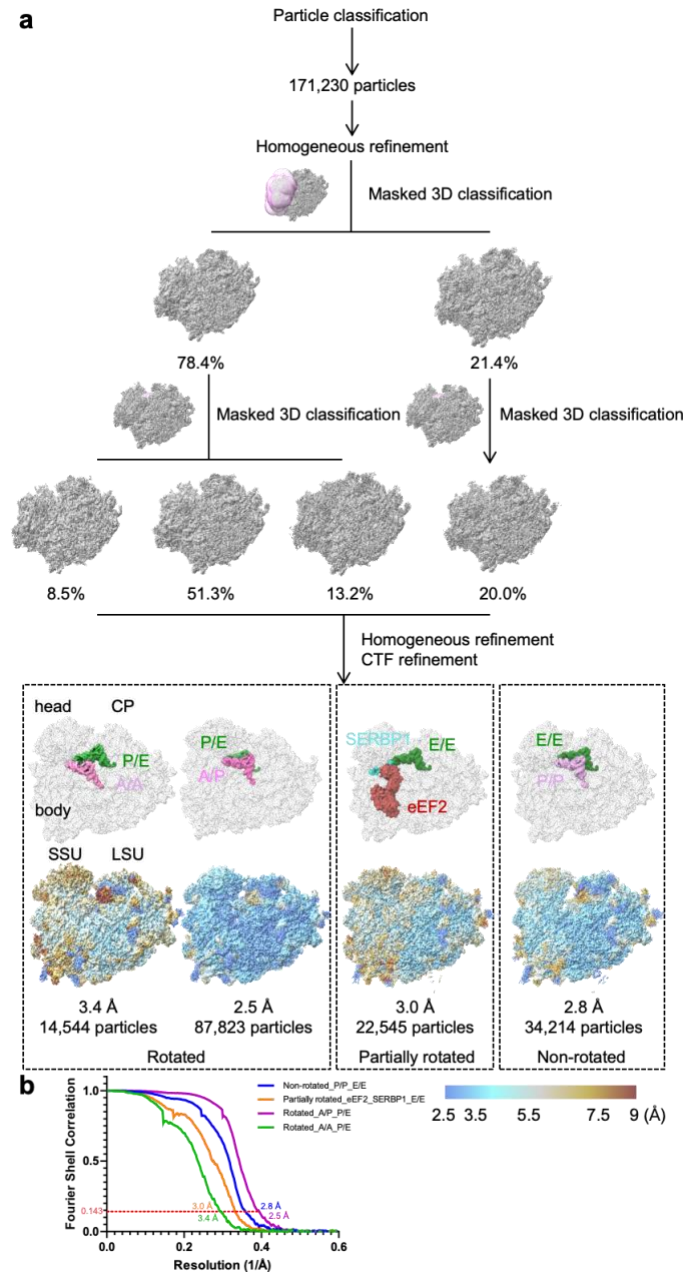 a
Particle classification
171,230 particles
Homogeneous refinement
Masked 3D classification
78.4%
21.4%
Masked 3D classification
Masked 3D classification
8.5%
51.3%
13.2%
20.0%
Homogeneous refinement
CTF refinement
head
CP
P/E
A/A
body
P/E
A/P
SERBP1
E/E
eEF2
E/E
P/P
SSU
LSU
3.4 Å
14,544 particles
2.5 Å
87,823 particles
3.0 Å
22,545 particles
2.8 Å
34,214 particles
Rotated
Partially rotated
Non-rotated
b
Fourier Shell Correlation
1.0
0.5
0.143
0.0
0.0
0.2
0.4
0.6
Resolution (1/Å)
3.0 Å
3.4 Å
2.8 Å
2.5 Å
Non-rotated_P/P_E/E
Partially rotated_eEF2_SERBP1_E/E
Rotated_A/P_P/E
Rotated_A/A_P/E
2.5 3.5 5.5 7.5 9 (Å)